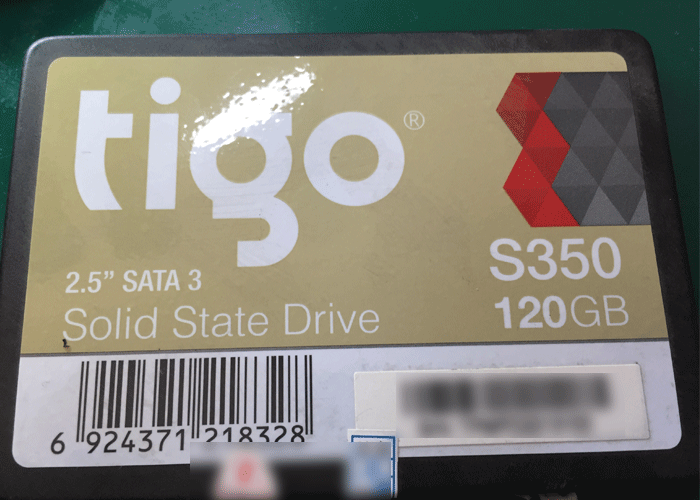 tigo®
2.5” SATA 3
Solid State Drive
S350
120GB
6 924371 218328